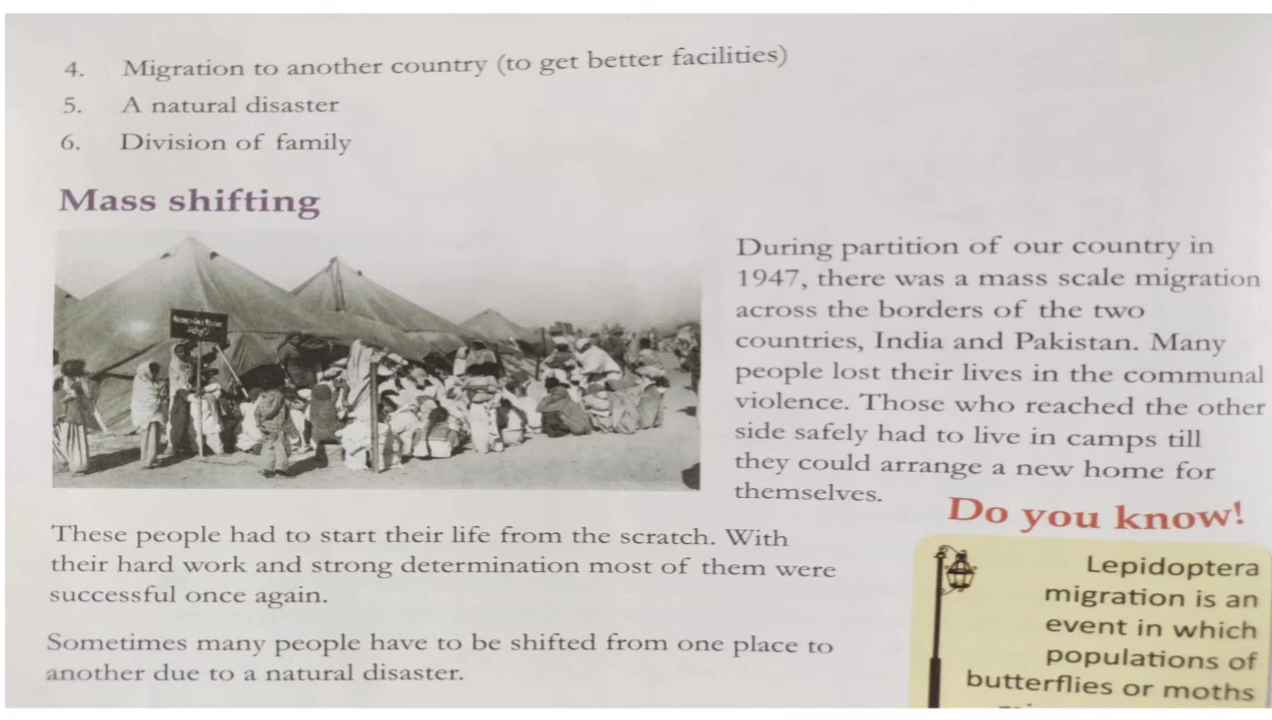 4. Migration to another country (to get better facilities)
5. A natural disaster
6. Division of family
Mass shifting
During partition of our country in
1947, there was a mass scale migration
across the borders of the two
countries, India and Pakistan. Many
people lost their lives in the communal
violence. Those who reached the other
side safely had to live in camps till
they could arrange a new home for
themselves.
These people had to start their life from the scratch. With
their hard work and strong determination most of them were
successful once again.
Sometimes many people have to be shifted from one place to
another due to a natural disaster.
Do you know!
Lepidoptera
migration is an
event in which
populations of
butterflies or moths